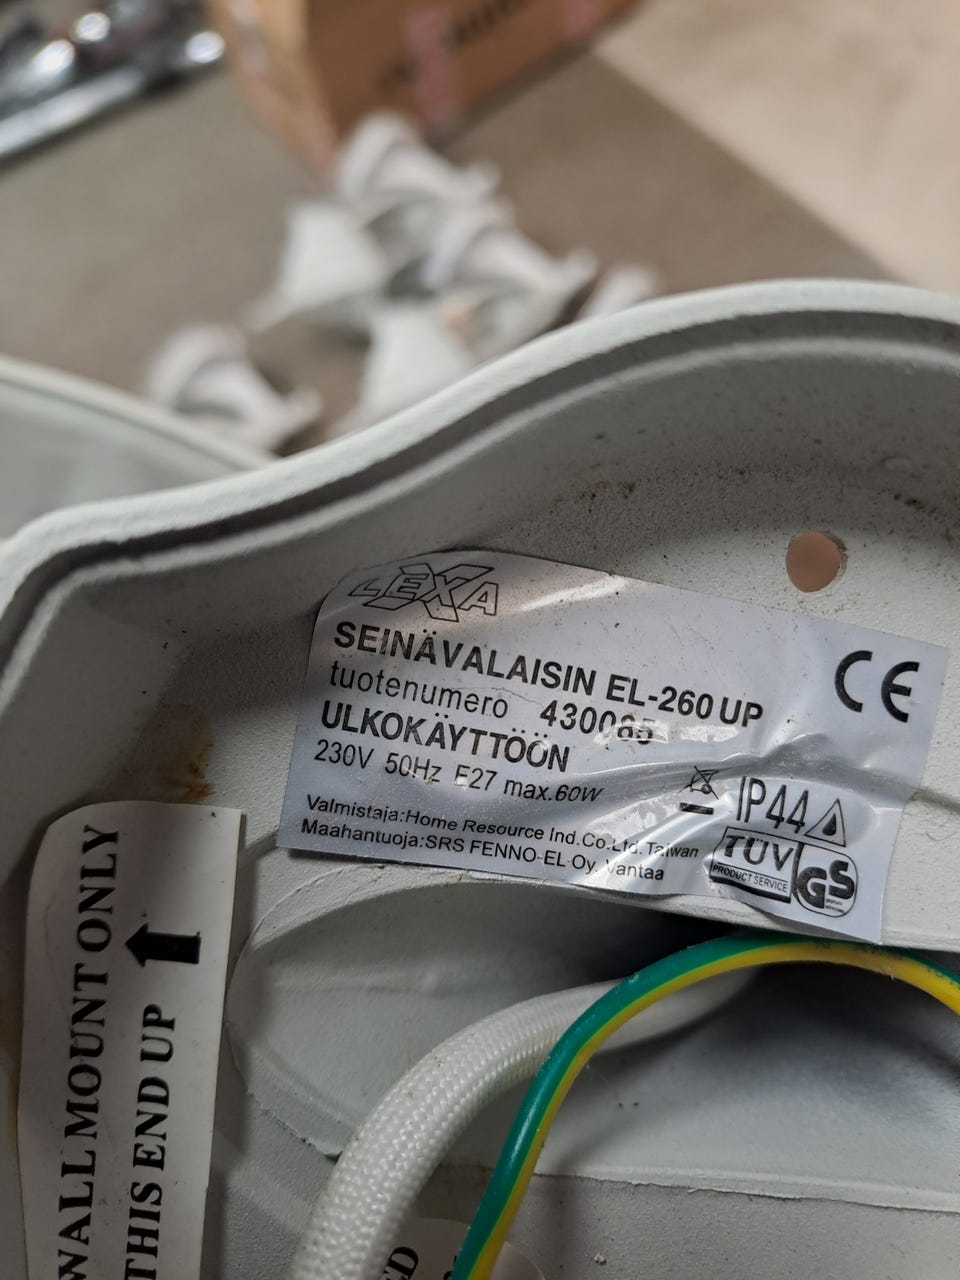 LEXA
SEINÄVALAISIN EL-260 UP
tuotenumero 430085
ULKOKÄYTTÖÖN
230V 50Hz E27 max.60W
Valmistaja:Home Resource Ind.Co.Ltd. Taiwan
Maahantuoja:SRS FENNO-EL Oy, Vantaa
CE
IP44
TÜV
PRODUCT SERVICE
GS
WALL MOUNT ONLY
THIS END UP